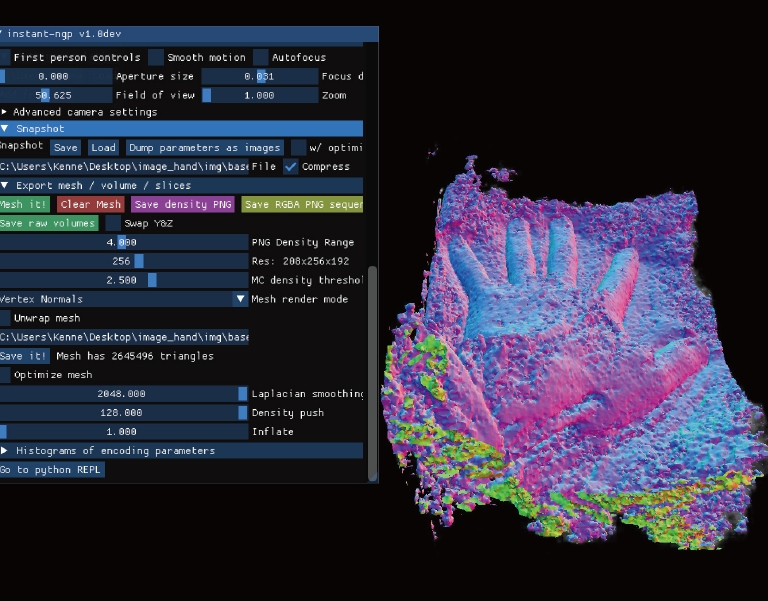 instant-ngp v1.0dev
First person controls Smooth motion Autofocus
0.000 Aperture size 0.031 Focus d
50.625 Field of view 1.000 Zoom
Advanced camera settings
Snapshot
Snapshot Save Load Dump parameters as images w/ optimi
C:\Users\Kenne\Desktop\image_hand\img\base File Compress
Export mesh / volume / slices
Mesh it! Clear Mesh Save density PNG Save RGBA PNG sequen
Save raw volumes Swap Y&Z
4.000 PNG Density Range
256 Res: 208x256x192
2.500 MC density threshol
Vertex Normals Mesh render mode
Unwrap mesh
C:\Users\Kenne\Desktop\image_hand\img\base
Save it! Mesh has 2645496 triangles
Optimize mesh
2048.000 Laplacian smoothing
128.000 Density push
1.000 Inflate
Histograms of encoding parameters
Go to python REPL